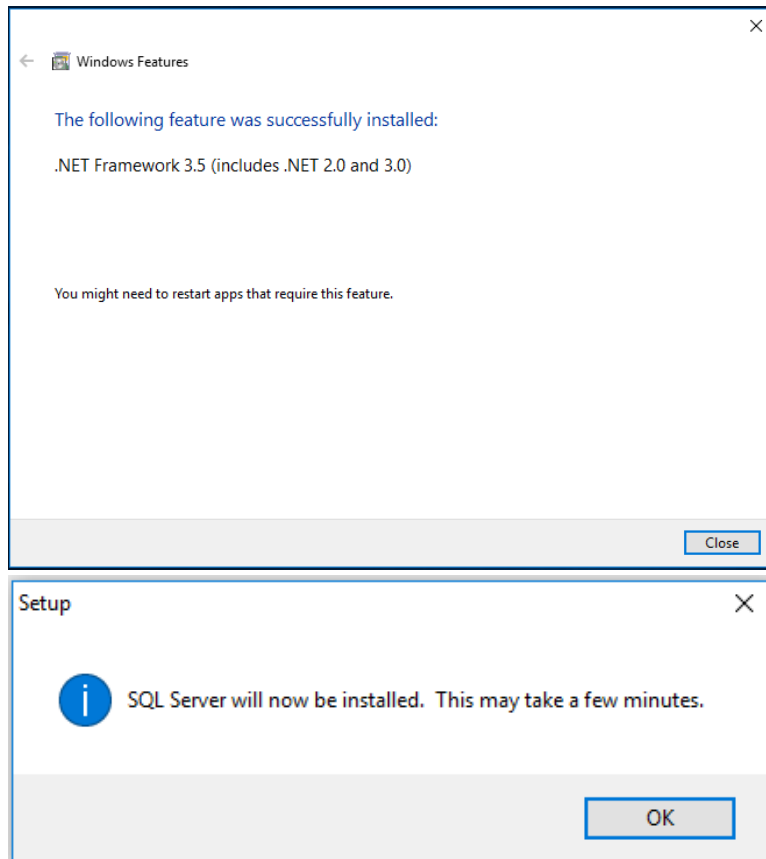 Windows Features
The following feature was successfully installed:
.NET Framework 3.5 (includes .NET 2.0 and 3.0)
You might need to restart apps that require this feature.
Close
Setup
SQL Server will now be installed.  This may take a few minutes.
OK